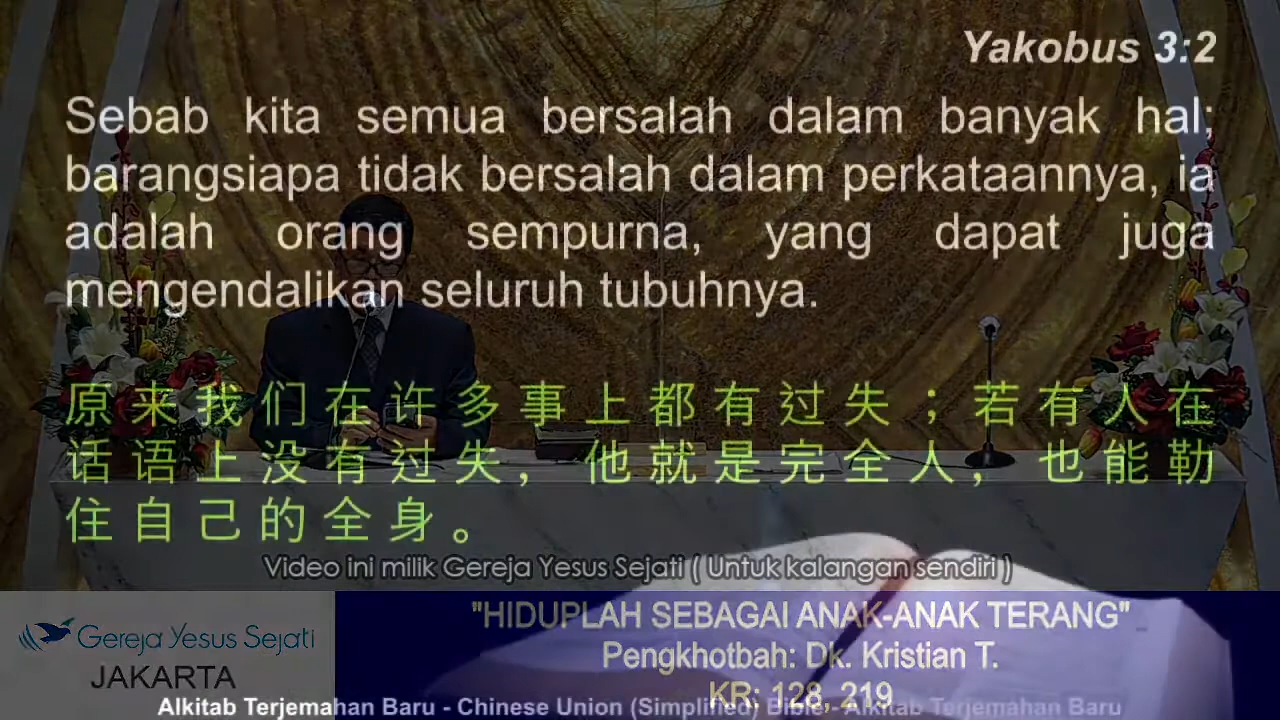 Yakobus 3:2
Sebab kita semua bersalah dalam banyak hal;
barangsiapa tidak bersalah dalam perkataannya, ia
adalah orang sempurna, yang dapat juga
mengendalikan seluruh tubuhnya.
原来我们在许多事上都有过失；若有人在
话语上没有过失，他就是完全人，也能勒
住自己的全身。
Video ini milik Gereja Yesus Sejati ( Untuk kalangan sendiri )
Gereja Yesus Sejati
JAKARTA
"HIDUPLAH SEBAGAI ANAK-ANAK TERANG"
Pengkhotbah: Dk. Kristian T.
KR: 128, 219
Alkitab Terjemahan Baru - Chinese Union (Simplified) Bible - Alkitab Terjemahan Baru